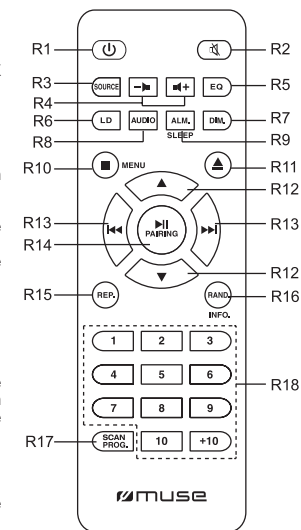 R1 R2
R3 SOURCE EQ R5
R4
R6 LD AUDIO ALM. DIM. R7
R8 SLEEP R9
R10 MENU R11
R12
R13 R13
R14 PAIRING
R12
R15 REP. RAND. R16
INFO.
1 2 3
4 5 6 R18
7 8 9
R17 SCAN PROG. 10 +10
muse